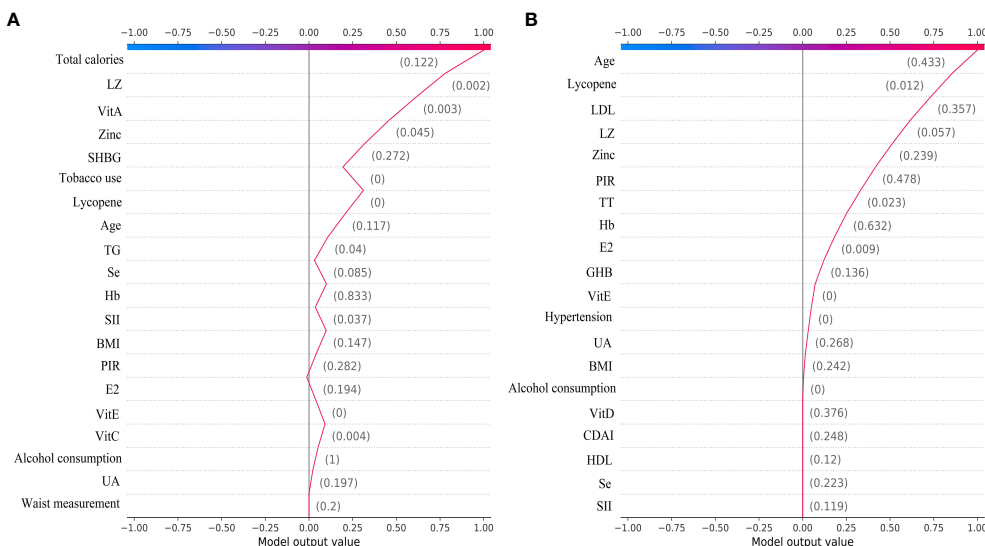 A
−1.00 −0.75 −0.50 −0.25 0.00 0.25 0.50 0.75 1.00
Total calories (0.122)
LZ (0.002)
VitA (0.003)
Zinc (0.045)
SHBG (0.272)
Tobacco use (0)
Lycopene (0)
Age (0.117)
TG (0.04)
Se (0.085)
Hb (0.833)
SII (0.037)
BMI (0.147)
PIR (0.282)
E2 (0.194)
VitE (0)
VitC (0.004)
Alcohol consumption (1)
UA (0.197)
Waist measurement (0.2)
−1.00 −0.75 −0.50 −0.25 0.00 0.25 0.50 0.75 1.00
Model output value
B
−1.00 −0.75 −0.50 −0.25 0.00 0.25 0.50 0.75 1.00
Age (0.433)
Lycopene (0.012)
LDL (0.357)
LZ (0.057)
Zinc (0.239)
PIR (0.478)
TT (0.023)
Hb (0.632)
E2 (0.009)
GHB (0.136)
VitE (0)
Hypertension (0)
UA (0.268)
BMI (0.242)
Alcohol consumption (0)
VitD (0.376)
CDAI (0.248)
HDL (0.12)
Se (0.223)
SII (0.119)
−1.00 −0.75 −0.50 −0.25 0.00 0.25 0.50 0.75 1.00
Model output value